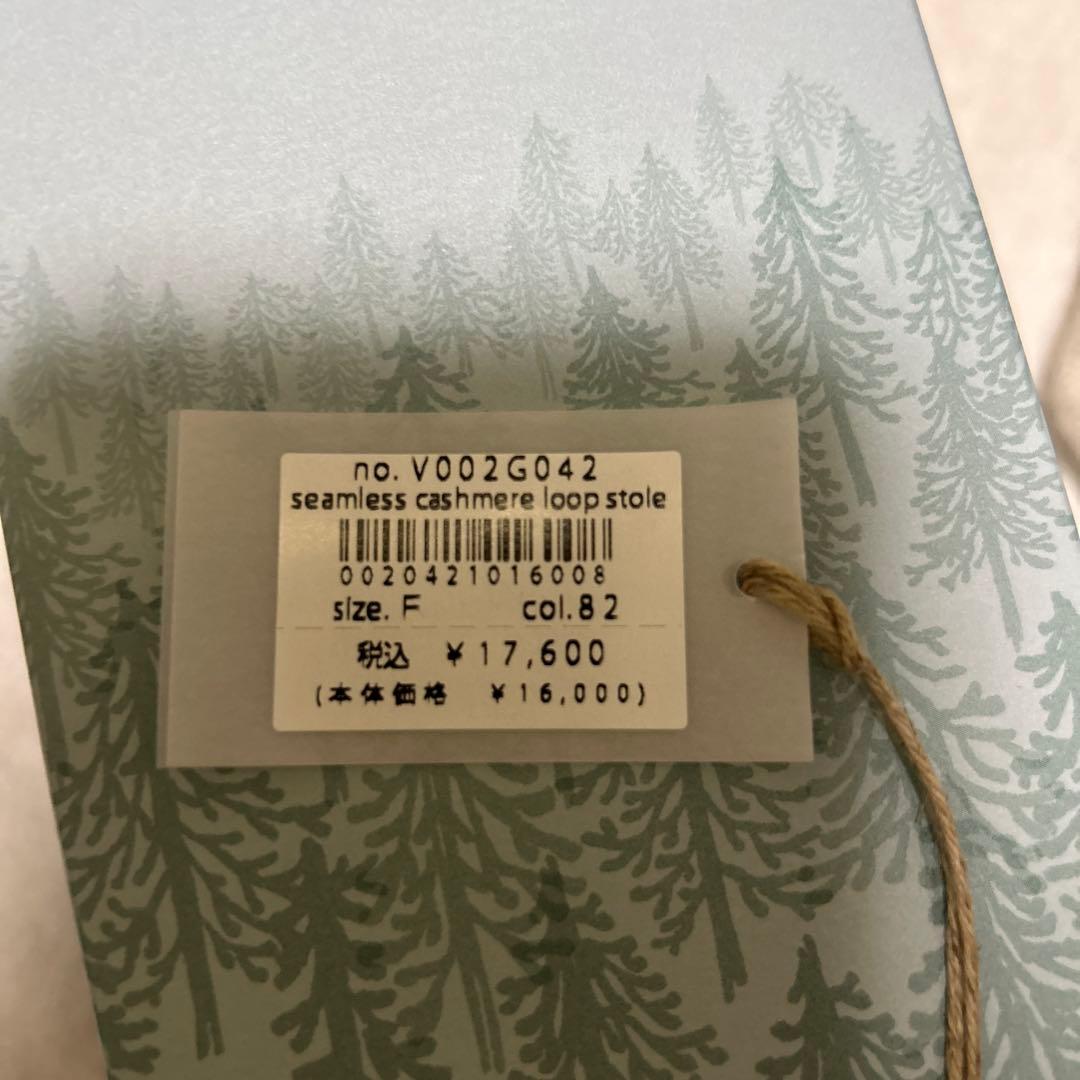 no. V002G042
seamless cashmere loop stole
0020421016008
size. F col.82
税込 ¥17,600
(本体価格 ¥16,000)